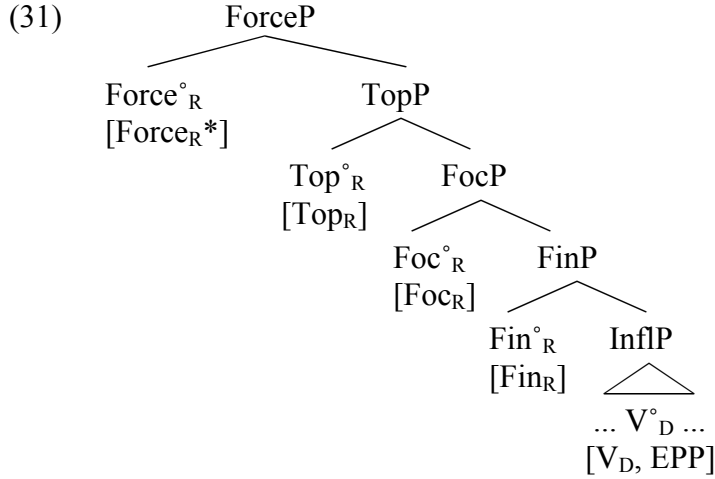 (31) ForceP
Force°R TopP
[ForceR*]
Top°R FocP
[TopR]
Foc°R FinP
[FocR]
Fin°R InflP
[FinR]
... V°D ...
[VD, EPP]